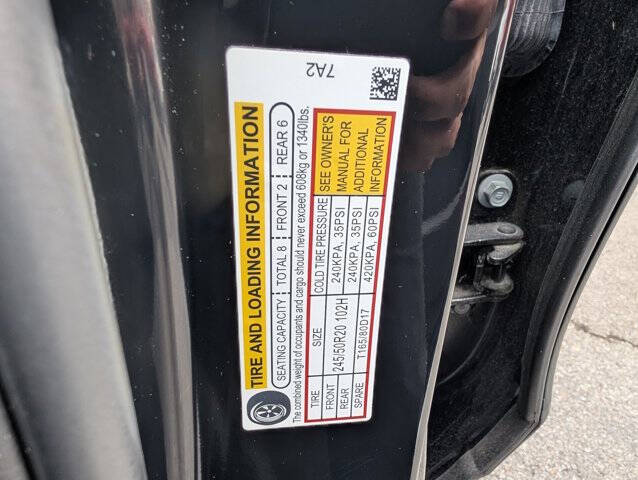 7A2
TIRE AND LOADING INFORMATION
SEATING CAPACITY TOTAL 8 FRONT 2 REAR 6
The combined weight of occupants and cargo should never exceed 608kg or 1340lbs.
TIRE SIZE COLD TIRE PRESSURE SEE OWNER'S
FRONT 245/50R20 102H 240KPA, 35PSI MANUAL FOR
REAR 240KPA, 35PSI ADDITIONAL
SPARE T165/80D17 420KPA, 60PSI INFORMATION